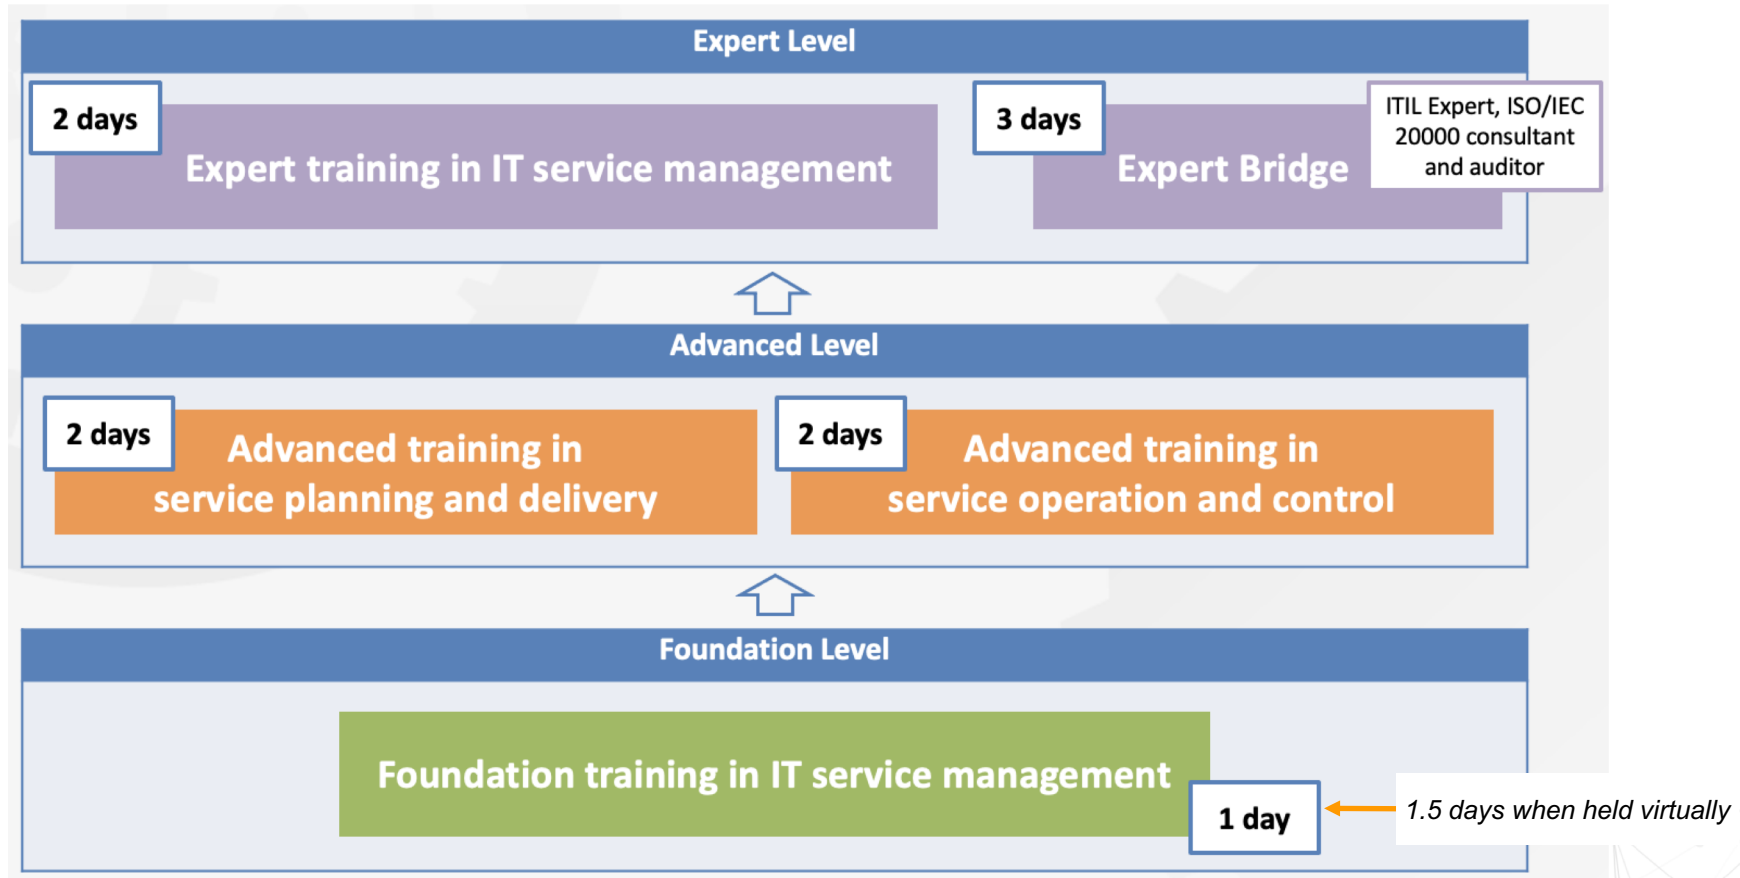 Expert Level
2 days
Expert training in IT service management
3 days
Expert Bridge
ITIL Expert, ISO/IEC
20000 consultant
and auditor
Advanced Level
2 days
Advanced training in
service planning and delivery
2 days
Advanced training in
service operation and control
Foundation Level
Foundation training in IT service management
1 day
1.5 days when held virtually